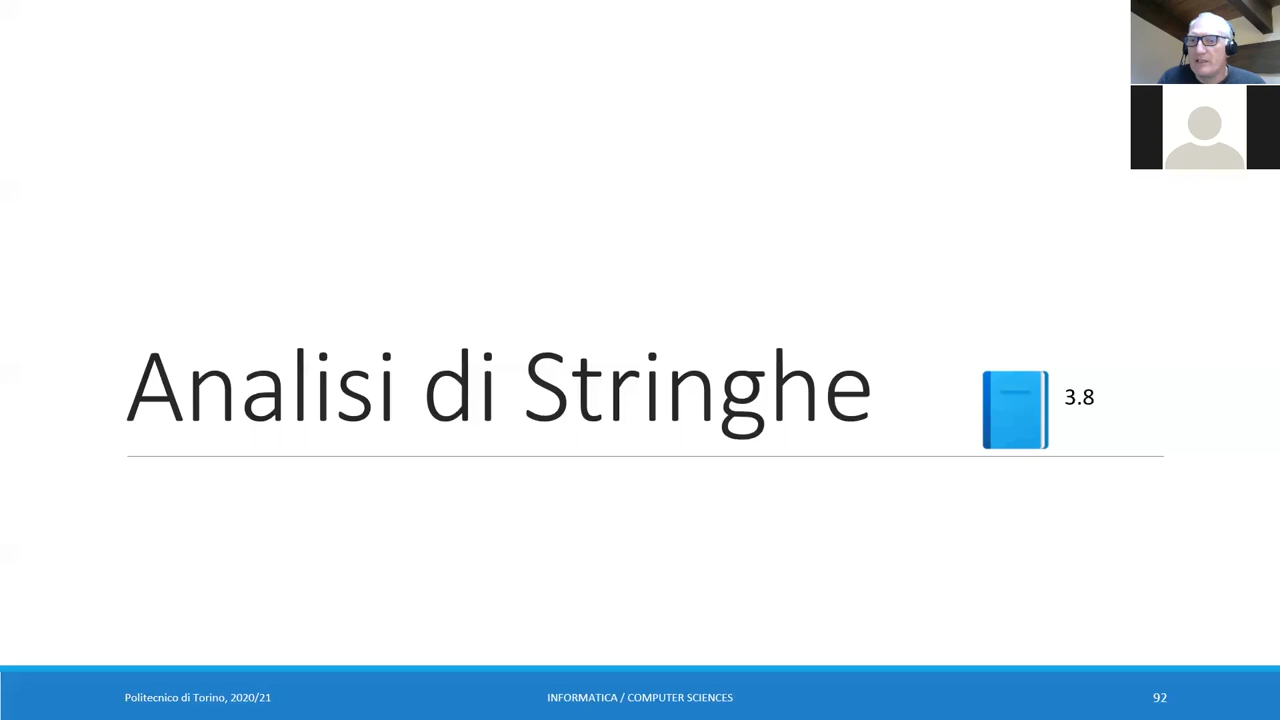 Analisi di Stringhe
3.8
Politecnico di Torino, 2020/21
INFORMATICA / COMPUTER SCIENCES
92